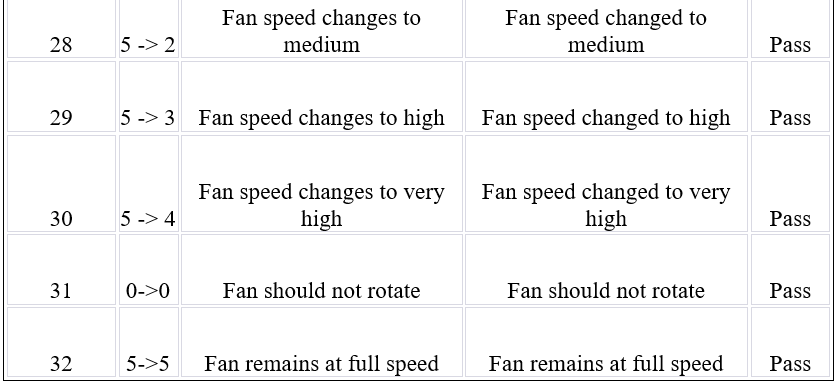 28 5 -> 2 Fan speed changes to medium Fan speed changed to medium Pass
29 5 -> 3 Fan speed changes to high Fan speed changed to high Pass
30 5 -> 4 Fan speed changes to very high Fan speed changed to very high Pass
31 0->0 Fan should not rotate Fan should not rotate Pass
32 5->5 Fan remains at full speed Fan remains at full speed Pass